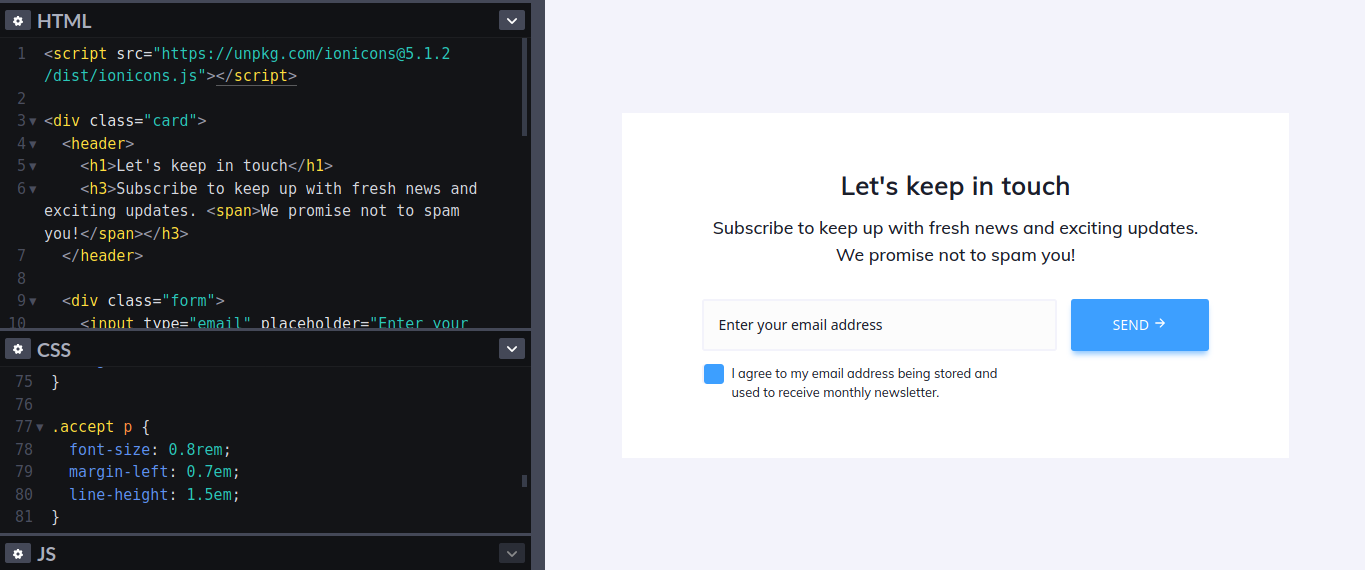 HTML
1 <script src="https://unpkg.com/ionicons@5.1.2
/dist/ionicons.js"></script>
2
3 <div class="card">
4 <header>
5 <h1>Let's keep in touch</h1>
6 <h3>Subscribe to keep up with fresh news and
exciting updates. <span>We promise not to spam
you!</span></h3>
7 </header>
8
9 <div class="form">
10 <input type="email" placeholder="Enter your
CSS
75 }
76
77 .accept p {
78 font-size: 0.8rem;
79 margin-left: 0.7em;
80 line-height: 1.5em;
81 }
JS
Let's keep in touch
Subscribe to keep up with fresh news and exciting updates.
We promise not to spam you!
Enter your email address
SEND →
I agree to my email address being stored and
used to receive monthly newsletter.